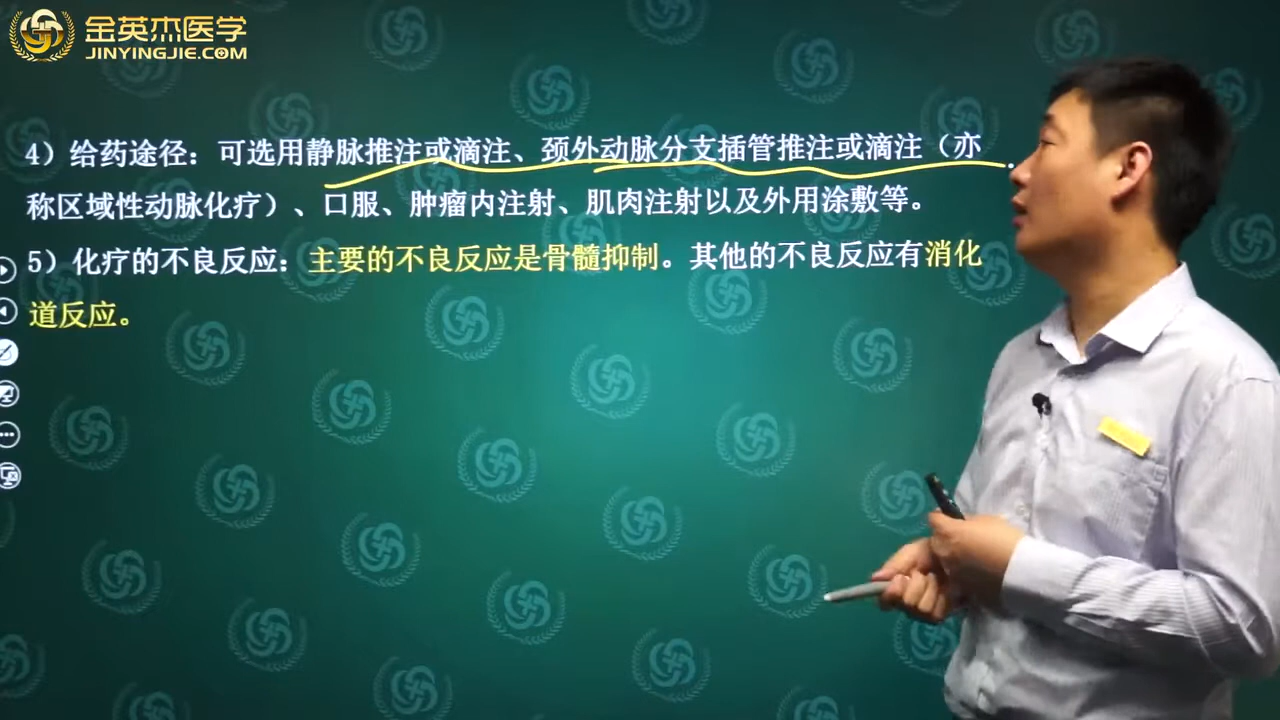 金英杰医学
JINYINGJIE.COM
4）给药途径：可选用静脉推注或滴注、颈外动脉分支插管推注或滴注（亦
称区域性动脉化疗）、口服、肿瘤内注射、肌肉注射以及外用涂敷等。
5）化疗的不良反应：主要的不良反应是骨髓抑制。其他的不良反应有消化
道反应。